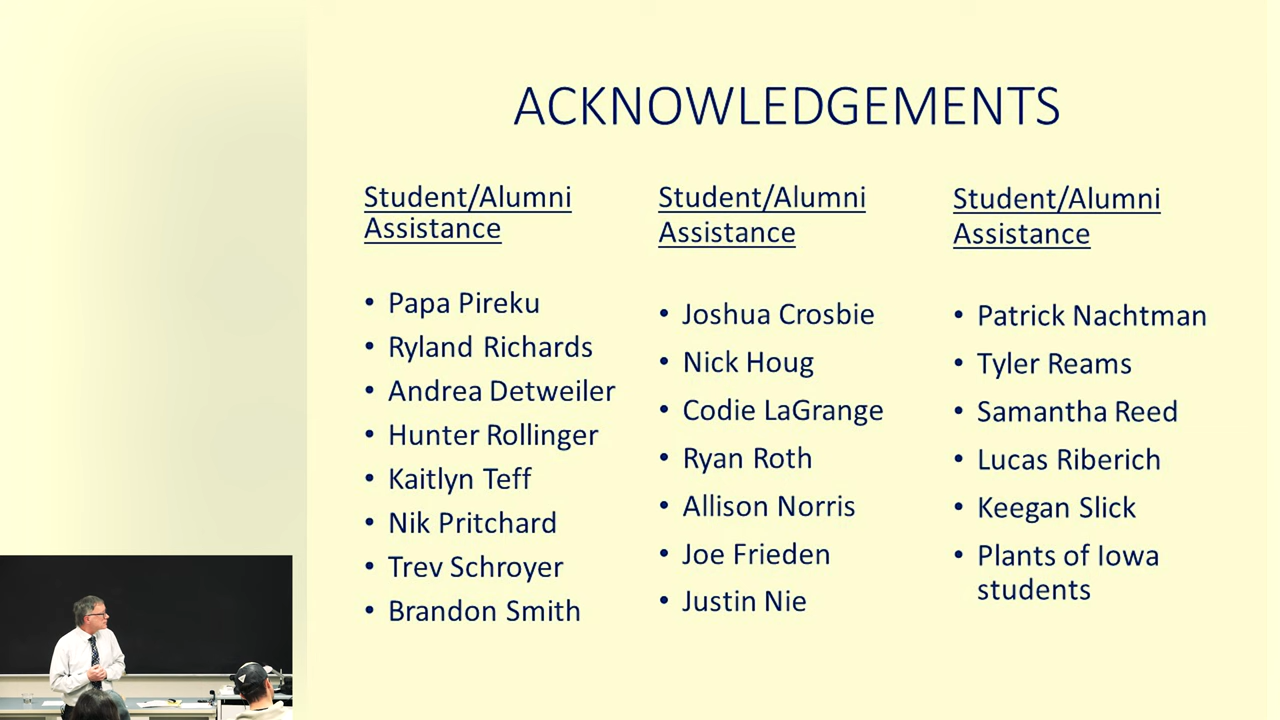 ACKNOWLEDGEMENTS
Student/Alumni
Assistance
• Papa Pireku
• Ryland Richards
• Andrea Detweiler
• Hunter Rollinger
• Kaitlyn Teff
• Nik Pritchard
• Trev Schroyer
• Brandon Smith
Student/Alumni
Assistance
• Joshua Crosbie
• Nick Houg
• Codie LaGrange
• Ryan Roth
• Allison Norris
• Joe Frieden
• Justin Nie
Student/Alumni
Assistance
• Patrick Nachtman
• Tyler Reams
• Samantha Reed
• Lucas Riberich
• Keegan Slick
• Plants of Iowa
students